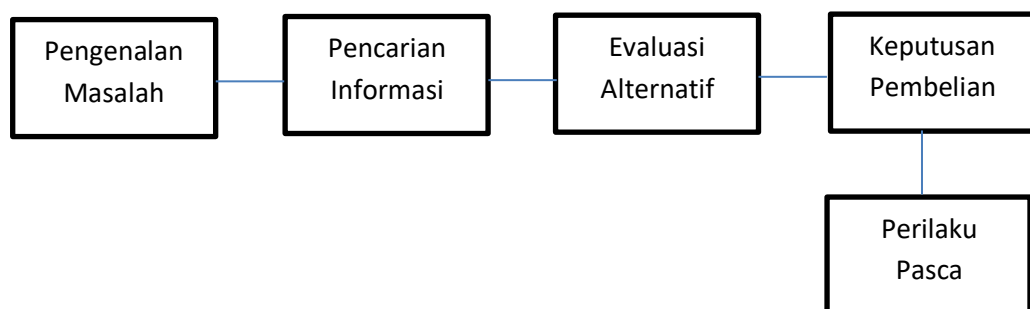 Pengenalan
Masalah
Pencarian
Informasi
Evaluasi
Alternatif
Keputusan
Pembelian
Perilaku
Pasca